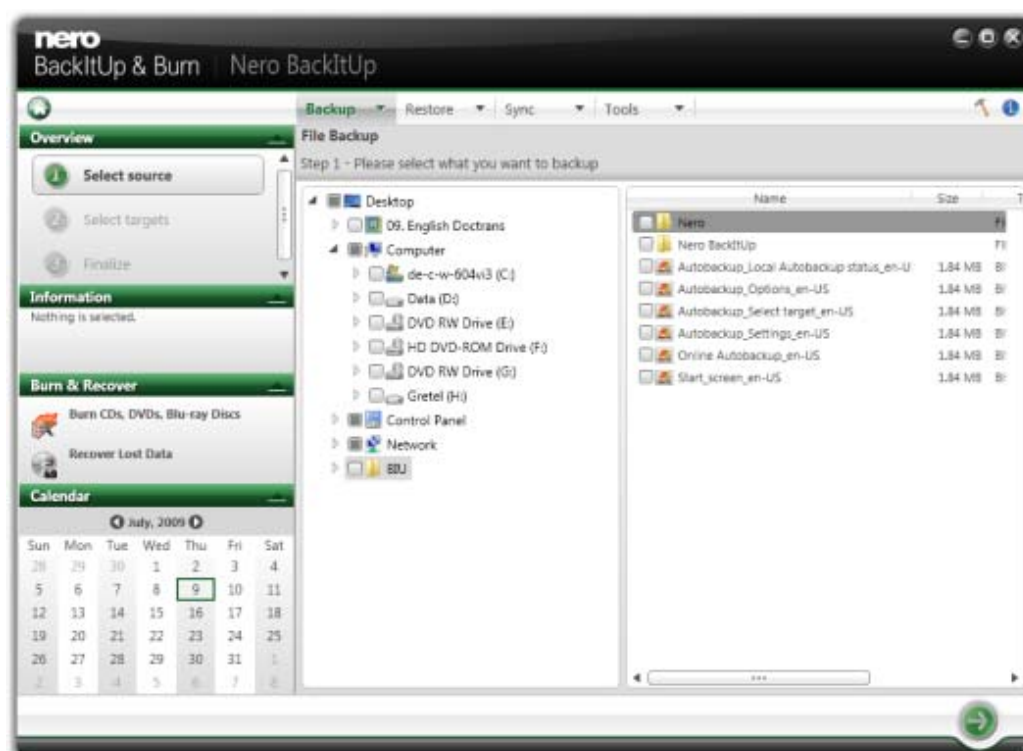 nero
BackItUp & Burn | Nero BackItUp
Backup Restore Sync Tools
Overview
Select source
Select targets
Finalize
Information
Nothing is selected.
Burn & Recover
Burn CDs, DVDs, Blu-ray Discs
Recover Lost Data
Calendar
July, 2009
Sun Mon Tue Wed Thu Fri Sat
28 29 30 1 2 3 4
5 6 7 8 9 10 11
12 13 14 15 16 17 18
19 20 21 22 23 24 25
26 27 28 29 30 31 1
2 3 4 5 6 7 8
File Backup
Step 1 - Please select what you want to backup
Desktop
09. English Doctrans
Computer
de-c-w-604vi3 (C:)
Data (D:)
DVD RW Drive (E:)
HD DVD-ROM Drive (F:)
DVD RW Drive (G:)
Gretel (H:)
Control Panel
Network
BIU
Name Size T
Nero Fi
Nero BackItUp Fi
Autobackup_Local Autobackup status_en-U 1.84 MB BI
Autobackup_Options_en-US 1.84 MB BI
Autobackup_Select target_en-US 1.84 MB BI
Autobackup_Settings_en-US 1.84 MB BI
Online Autobackup_en-US 1.84 MB BI
Start_screen_en-US 1.84 MB BI